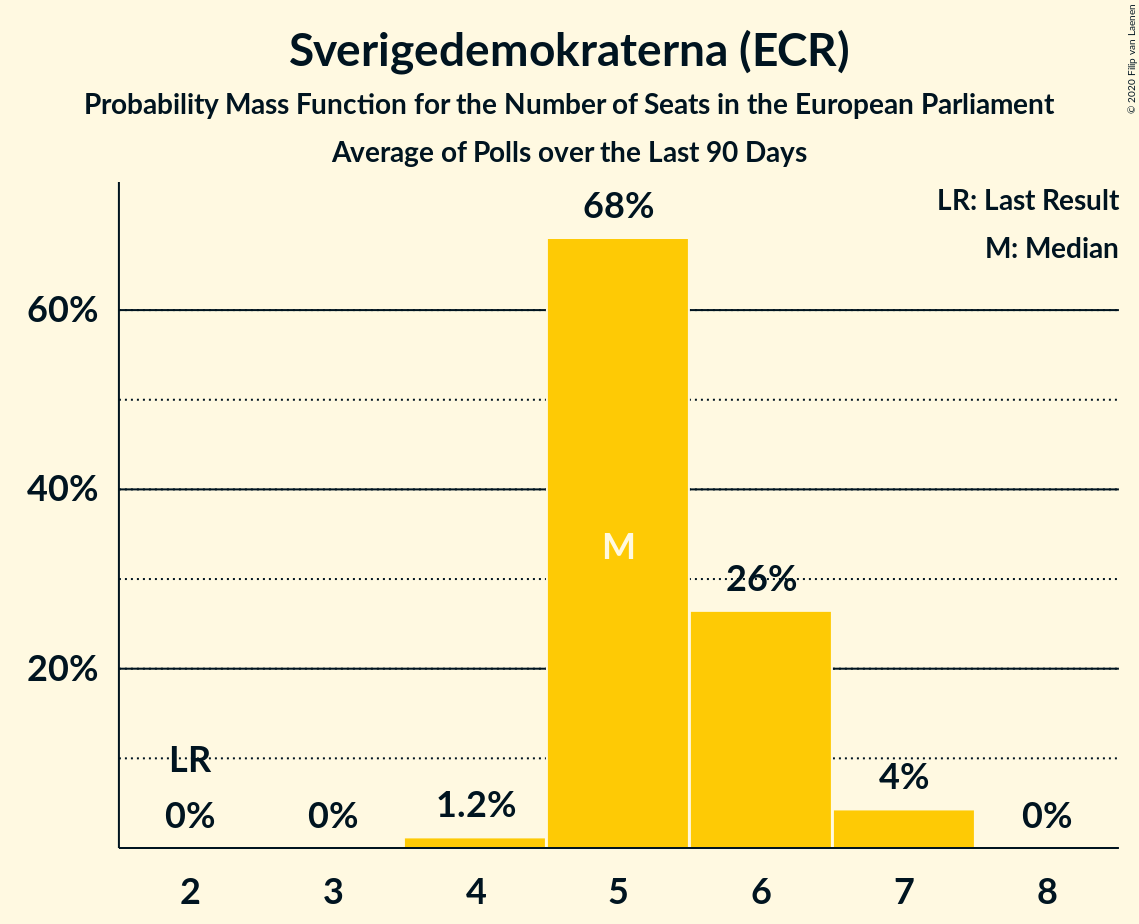 Sverigedemokraterna (ECR)
Probability Mass Function for the Number of Seats in the European Parliament
Average of Polls over the Last 90 Days
© 2020 Filip van Laenen
LR: Last Result
M: Median
68%
60%
40%
M
26%
20%
LR
4%
1.2%
0% 0% 0%
2 3 4 5 6 7 8